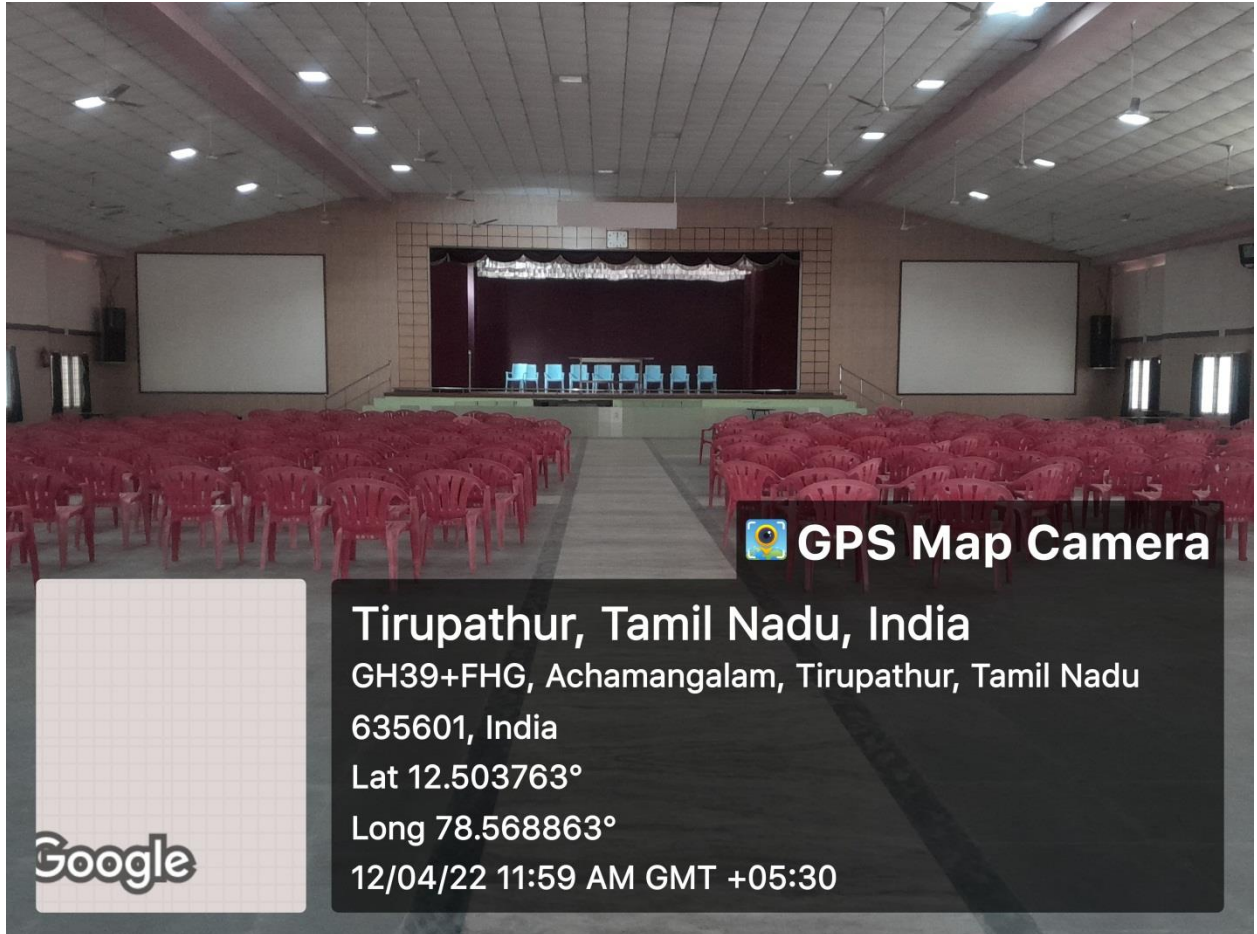 GPS Map Camera
Tirupathur, Tamil Nadu, India
GH39+FHG, Achamangalam, Tirupathur, Tamil Nadu
635601, India
Lat 12.503763°
Long 78.568863°
12/04/22 11:59 AM GMT +05:30
Google